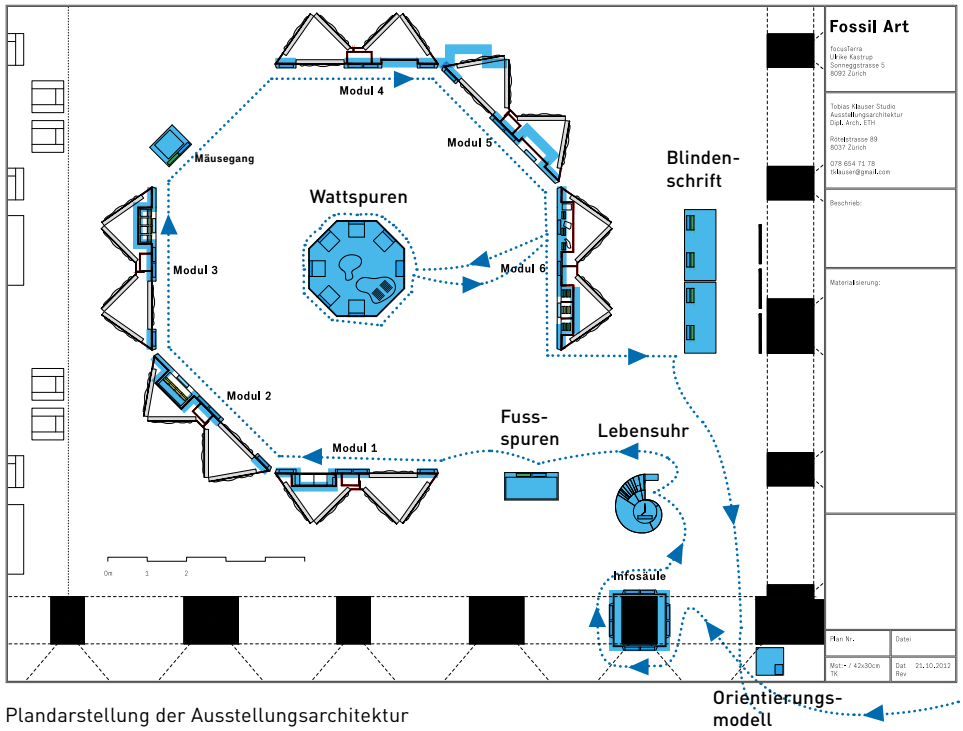 Fossil Art
focusTerra
Ulrike Kastrup
Sonneggstrasse 5
8092 Zürich
Tobias Klauser Studio
Ausstellungsarchitektur
Dipl. Arch. ETH
Rötelstrasse 89
8037 Zürich
078 654 71 78
tklauser@gmail.com
Beschrieb:
Materialisierung:
Plan Nr.
Datei
Mst: - / 42x30cm
TK
Dat 21.10.2012
Rev
Modul 4
Modul 5
Mäusegang
Blinden-
schrift
Wattspuren
Modul 3
Modul 6
Modul 2
Modul 1
Fuss-
spuren
Lebensuhr
0m 1 2
Infosäule
Orientierungs-
modell
Plandarstellung der Ausstellungsarchitektur